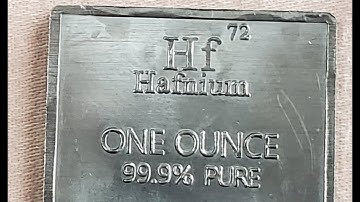 Hf 72
Hafnium
ONE OUNCE
99.9% PURE